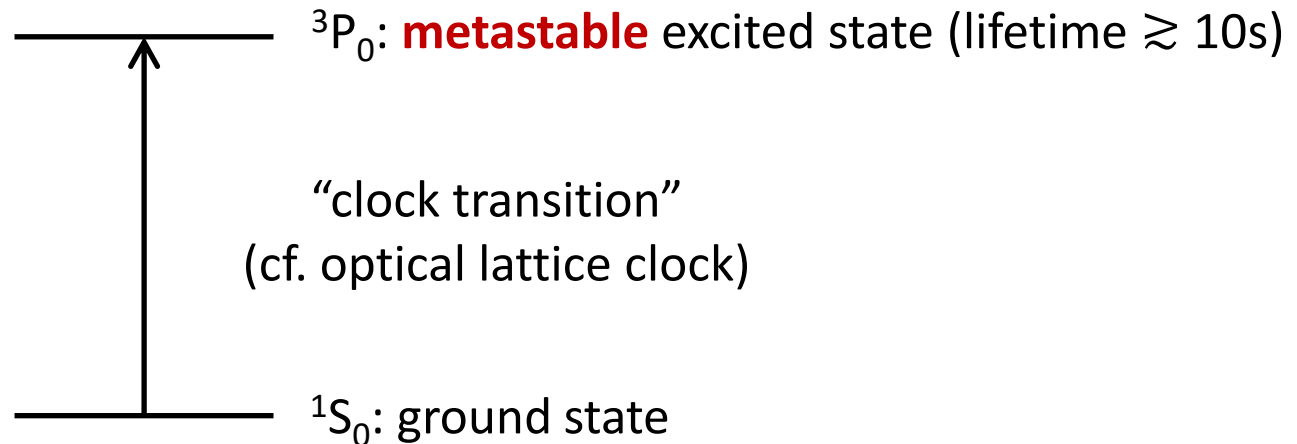 ³P₀: metastable excited state (lifetime ≳ 10s)
“clock transition”
(cf. optical lattice clock)
¹S₀: ground state